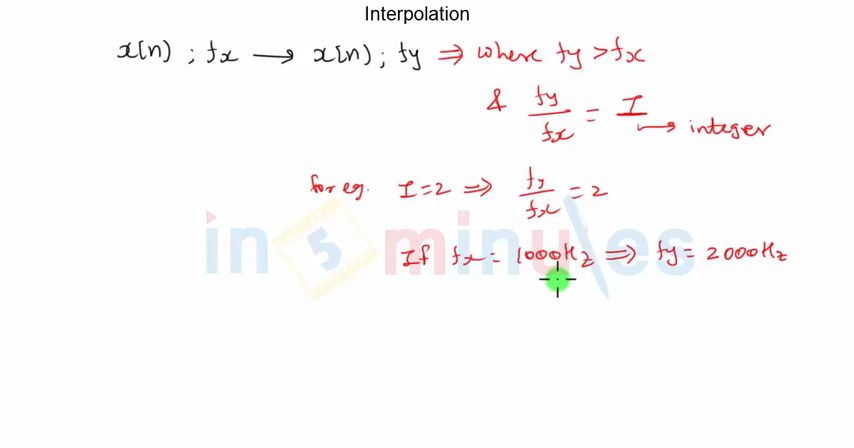 Interpolation
x(n) ; fx → x(n) ; fy ⇒ where fy > fx
& fy/fx = I → integer
for eg. I = 2 ⇒ fy/fx = 2
in 5 minutes
If fx = 1000Hz ⇒ fy = 2000Hz